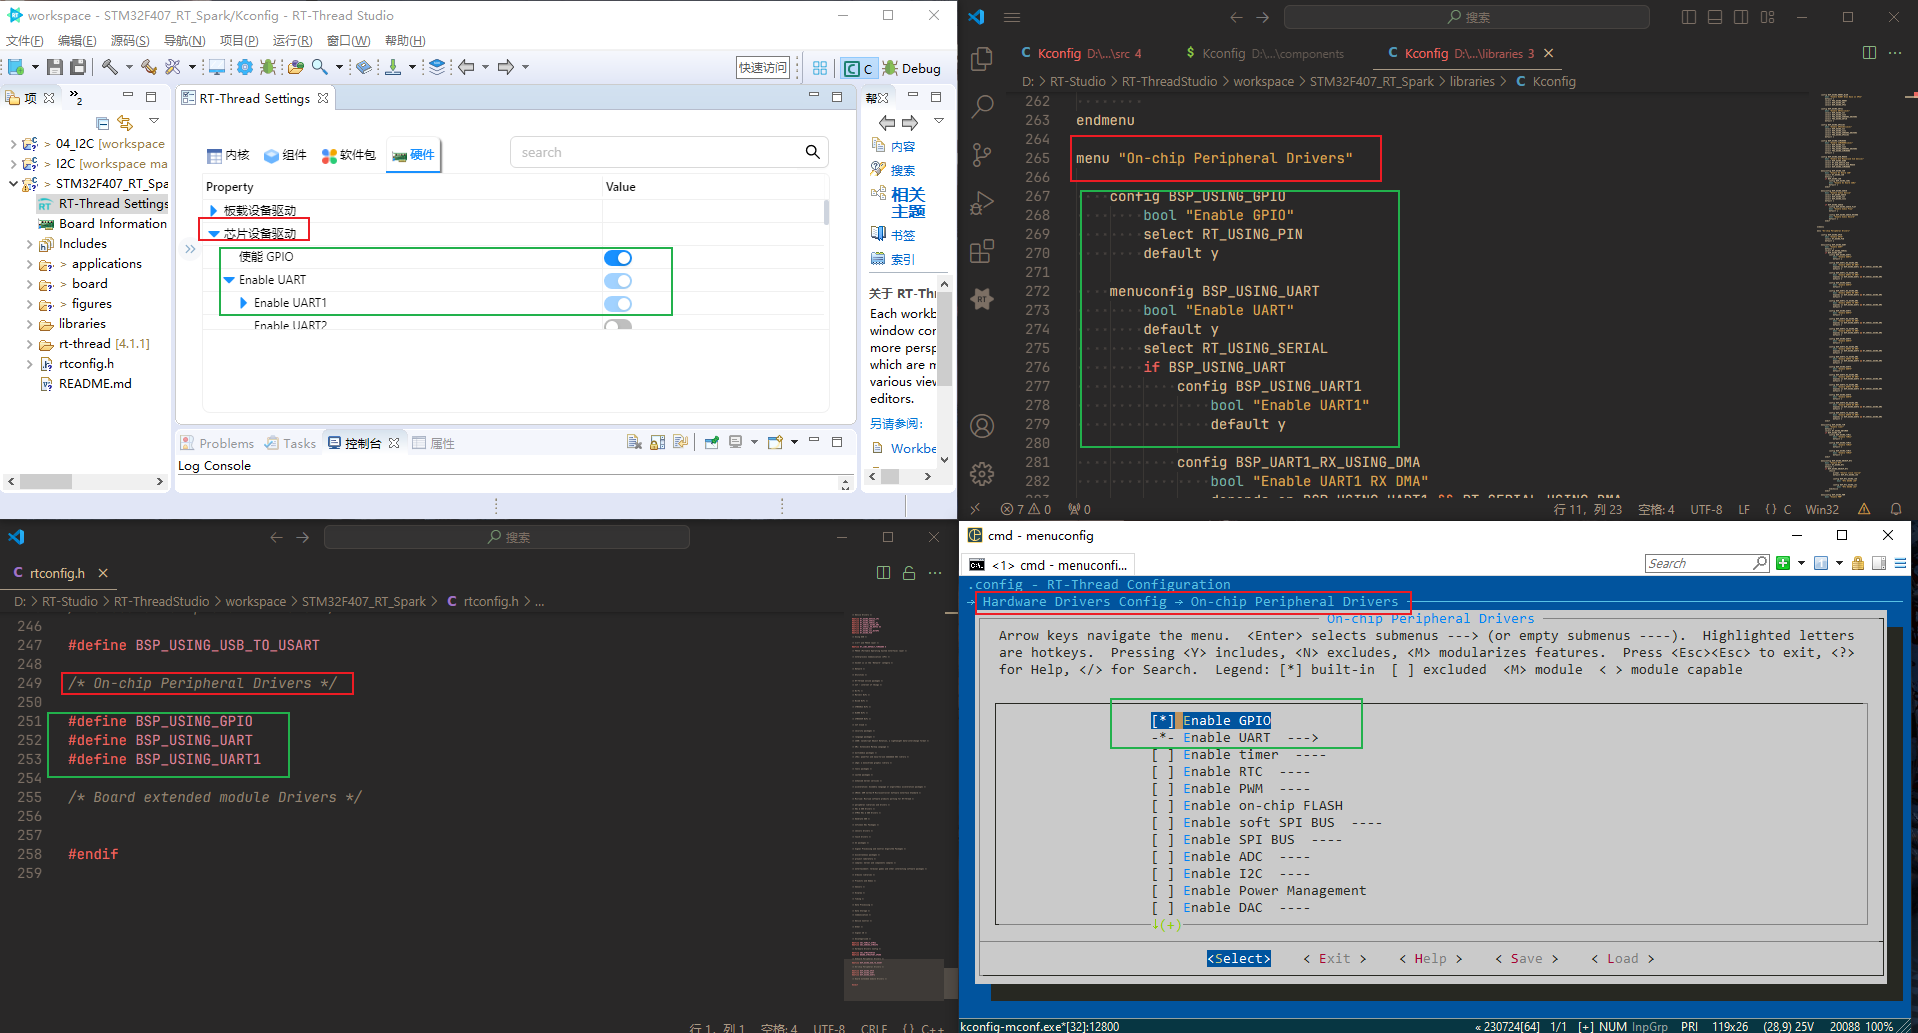 workspace - STM32F407_RT_Spark/Kconfig - RT-Thread Studio
文件(F) 编辑(E) 源码(S) 导航(N) 项目(P) 运行(R) 窗口(W) 帮助(H)
快速访问
C
Debug
项
2
04_I2C [workspace
I2C [workspace ma
STM32F407_RT_Spa
RT-Thread Settings
Board Information
Includes
applications
board
figures
libraries
rt-thread [4.1.1]
rtconfig.h
README.md
RT-Thread Settings
内核 组件 软件包 硬件
search
Property Value
板载设备驱动
芯片设备驱动
使能 GPIO
Enable UART
Enable UART1
Enable UART2
Problems Tasks 控制台 属性
Log Console
帮
内容
搜索
相关
主题
书签
索引
关于 RT-Thr
Each workb
window con
more persp
which are m
various viev
editors.
另请参阅:
Workbe
搜索
Kconfig D:\...\src 4
Kconfig D:\...\components
Kconfig D:\...\libraries 3
D: > RT-Studio > RT-ThreadStudio > workspace > STM32F407_RT_Spark > libraries > C Kconfig
262
263 endmenu
264
265 menu "On-chip Peripheral Drivers"
266
267 config BSP_USING_GPIO
268 bool "Enable GPIO"
269 select RT_USING_PIN
270 default y
271
272 menuconfig BSP_USING_UART
273 bool "Enable UART"
274 default y
275 select RT_USING_SERIAL
276 if BSP_USING_UART
277 config BSP_USING_UART1
278 bool "Enable UART1"
279 default y
280
281 config BSP_UART1_RX_USING_DMA
282 bool "Enable UART1 RX DMA"
283 depends on BSP_USING_UART1 && RT_SERIAL_USING_DMA
7 0 0
行 11，列 23 空格: 4 UTF-8 LF {} C Win32
搜索
C rtconfig.h
D: > RT-Studio > RT-ThreadStudio > workspace > STM32F407_RT_Spark > C rtconfig.h > ...
246
247 #define BSP_USING_USB_TO_USART
248
249 /* On-chip Peripheral Drivers */
250
251 #define BSP_USING_GPIO
252 #define BSP_USING_UART
253 #define BSP_USING_UART1
254
255 /* Board extended module Drivers */
256
257
258 #endif
259
行 1，列 1 空格: 4 UTF-8 CRLF {} C++
cmd - menuconfig
<1> cmd - menuconfi...
Search
.config - RT-Thread Configuration
→ Hardware Drivers Config → On-chip Peripheral Drivers
On-chip Peripheral Drivers
Arrow keys navigate the menu. <Enter> selects submenus ---> (or empty submenus ----). Highlighted letters
are hotkeys. Pressing <Y> includes, <N> excludes, <M> modularizes features. Press <Esc><Esc> to exit, <?>
for Help, </> for Search. Legend: [*] built-in [ ] excluded <M> module < > module capable
[*] Enable GPIO
-*- Enable UART --->
[ ] Enable timer ----
[ ] Enable RTC ----
[ ] Enable PWM ----
[ ] Enable on-chip FLASH
[ ] Enable soft SPI BUS ----
[ ] Enable SPI BUS ----
[ ] Enable ADC ----
[ ] Enable I2C ----
[ ] Enable Power Management
[ ] Enable DAC ----
↓(+)
<Select> < Exit > < Help > < Save > < Load >
kconfig-mconf.exe*[32]:12800
« 230724[64] 1/1 [+] NUM InpGrp PRI 119x26 (28,9) 25V 20088 100%